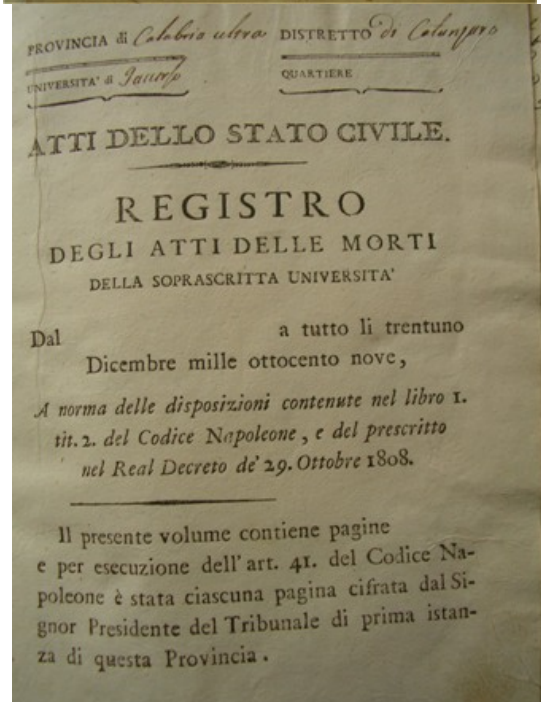 PROVINCIA di Calabria ultra DISTRETTO di Catanzaro
UNIVERSITA' di Jacurso QUARTIERE
ATTI DELLO STATO CIVILE.
REGISTRO
DEGLI ATTI DELLE MORTI
DELLA SOPRASCRITTA UNIVERSITA'
Dal a tutto li trentuno
Dicembre mille ottocento nove,
A norma delle disposizioni contenute nel libro 1.
tit. 2. del Codice Napoleone, e del prescritto
nel Real Decreto de' 29. Ottobre 1808.
Il presente volume contiene pagine
e per esecuzione dell' art. 41. del Codice Na-
poleone è stata ciascuna pagina cifrata dal Si-
gnor Presidente del Tribunale di prima istan-
za di questa Provincia.